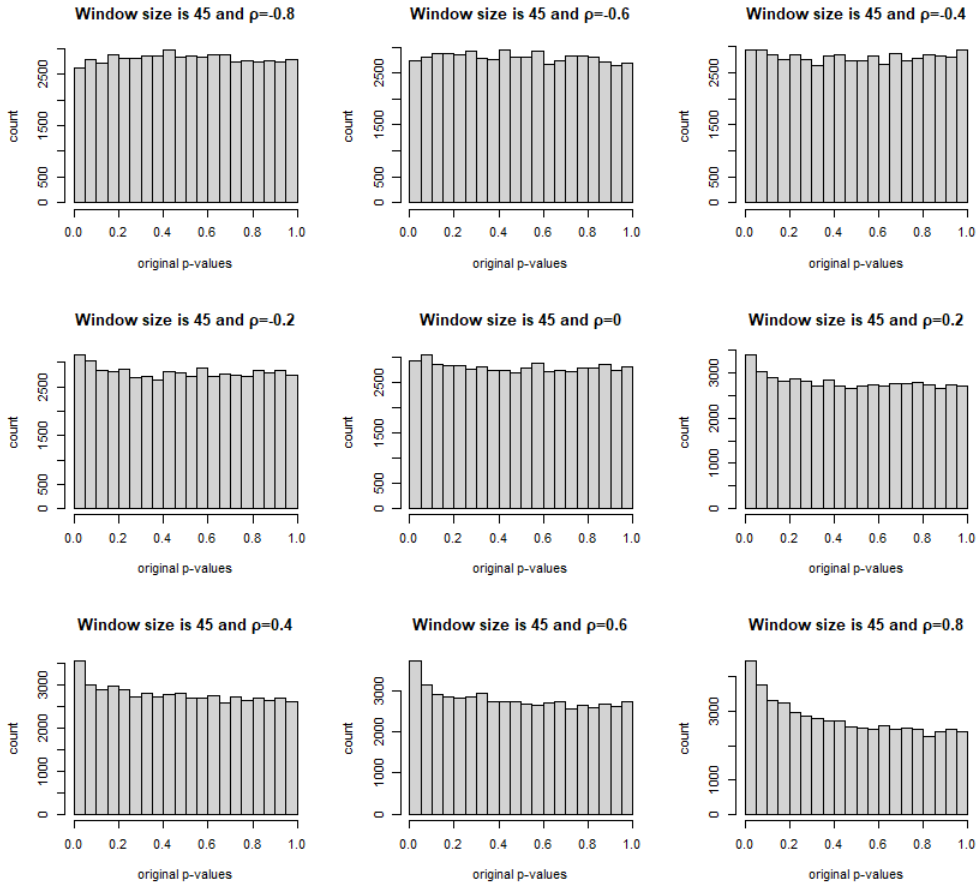 Window size is 45 and ρ=-0.8
Window size is 45 and ρ=-0.6
Window size is 45 and ρ=-0.4
count
500
1500
2500
0
0.0 0.2 0.4 0.6 0.8 1.0
original p-values
count
500
1500
2500
0
0.0 0.2 0.4 0.6 0.8 1.0
original p-values
count
500
1500
2500
0
0.0 0.2 0.4 0.6 0.8 1.0
original p-values
Window size is 45 and ρ=-0.2
Window size is 45 and ρ=0
Window size is 45 and ρ=0.2
count
0
500
1500
2500
0.0 0.2 0.4 0.6 0.8 1.0
original p-values
count
0
500
1500
2500
0.0 0.2 0.4 0.6 0.8 1.0
original p-values
count
0
1000
2000
3000
0.0 0.2 0.4 0.6 0.8 1.0
original p-values
Window size is 45 and ρ=0.4
Window size is 45 and ρ=0.6
Window size is 45 and ρ=0.8
count
0
1000
2000
3000
0.0 0.2 0.4 0.6 0.8 1.0
original p-values
count
0
1000
2000
3000
0.0 0.2 0.4 0.6 0.8 1.0
original p-values
count
0
1000
3000
0.0 0.2 0.4 0.6 0.8 1.0
original p-values